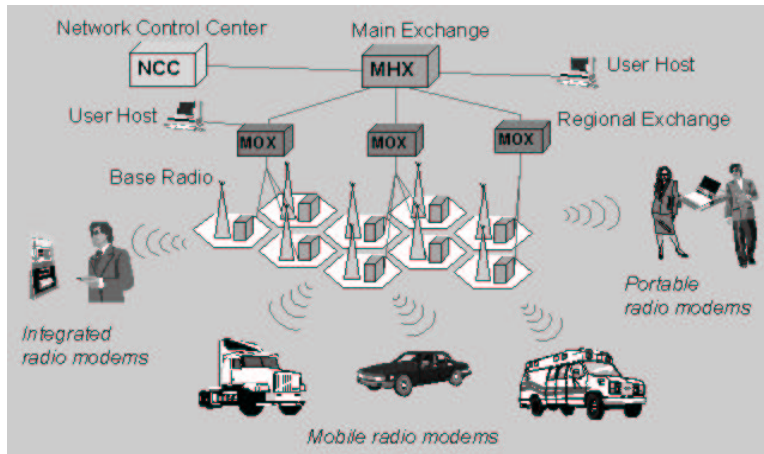 Network Control Center
Main Exchange
NCC
MHX
User Host
User Host
MOX
MOX
MOX
Regional Exchange
Base Radio
Integrated
radio modems
Portable
radio modems
Mobile radio modems